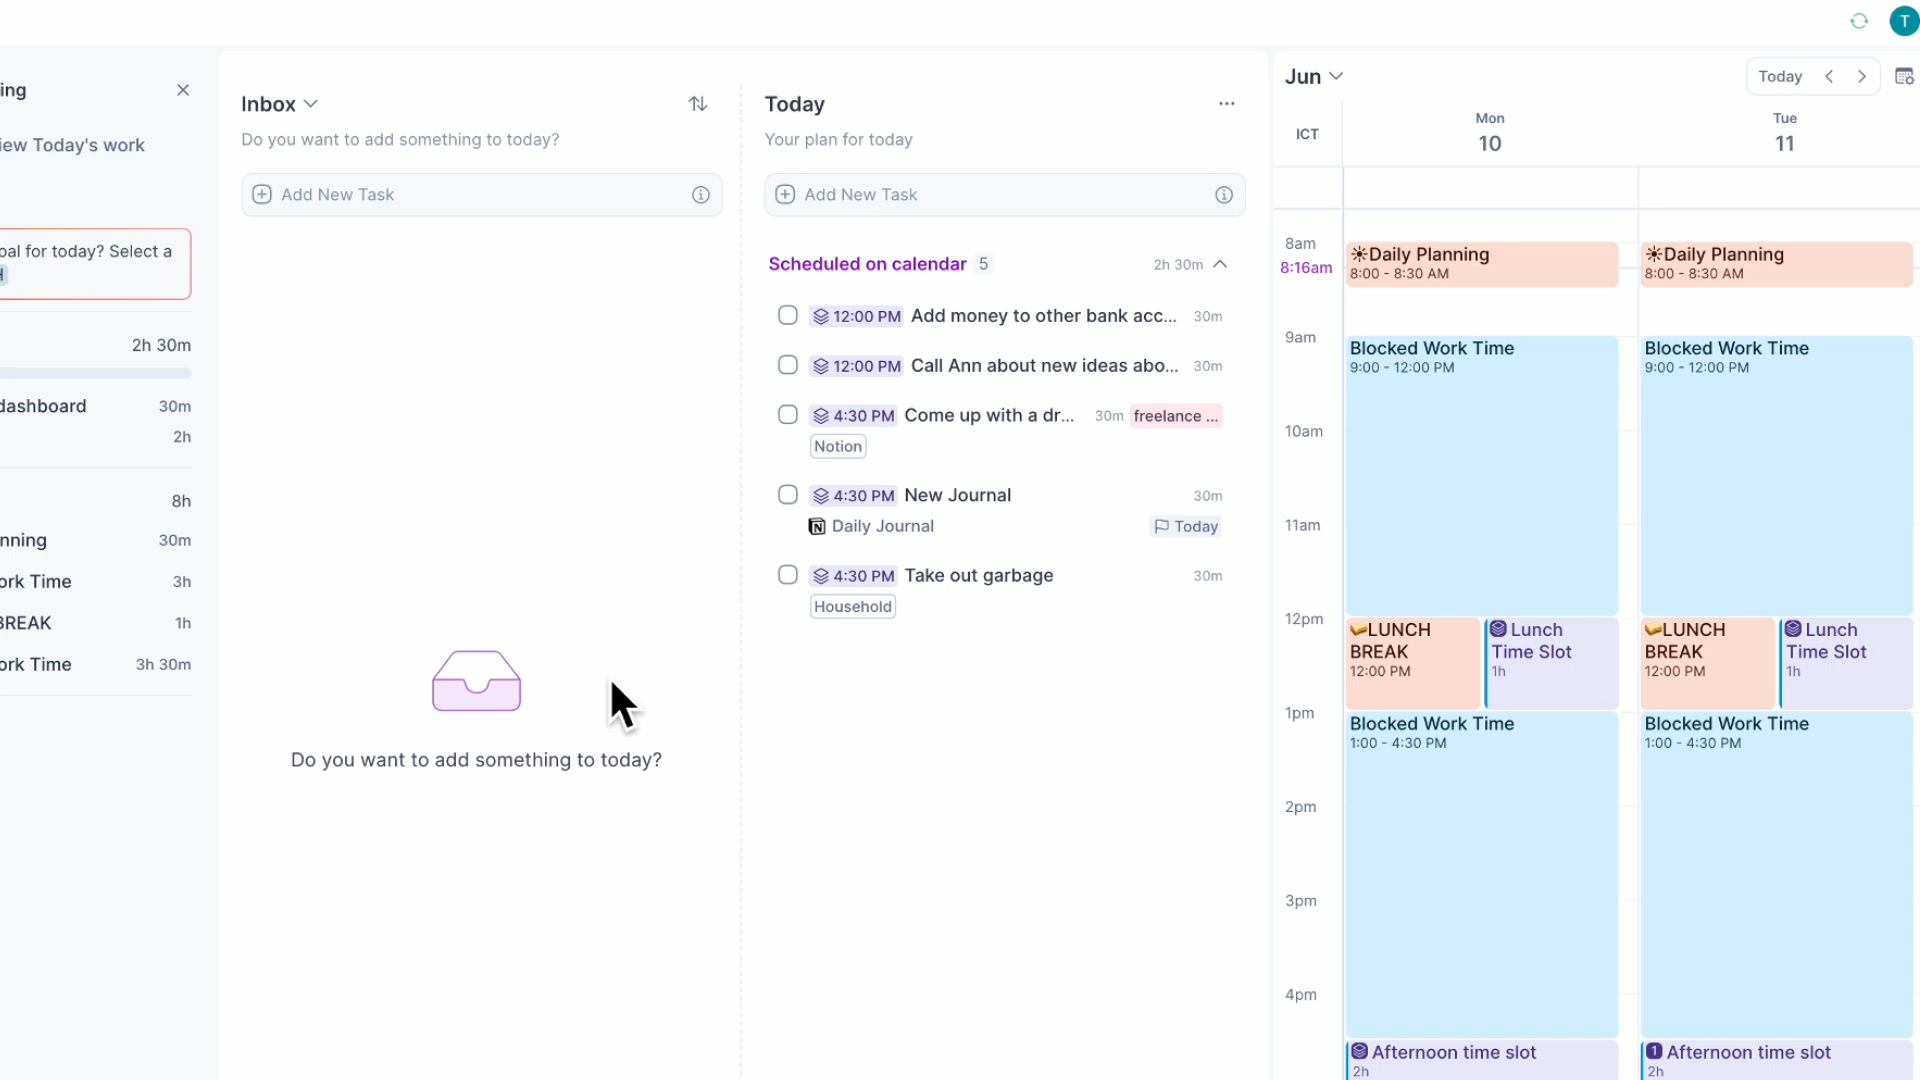 T
ing
iew Today's work
oal for today? Select a
2h 30m
dashboard 30m
2h
8h
nning 30m
ork Time 3h
BREAK 1h
ork Time 3h 30m
Inbox
Do you want to add something to today?
Add New Task
Do you want to add something to today?
Today
Your plan for today
Add New Task
Scheduled on calendar 5 2h 30m
12:00 PM Add money to other bank acc... 30m
12:00 PM Call Ann about new ideas abo... 30m
4:30 PM Come up with a dr... 30m freelance ...
Notion
4:30 PM New Journal 30m
Daily Journal Today
4:30 PM Take out garbage 30m
Household
Jun Today
ICT
Mon
10
Tue
11
8am
8:16am
9am
10am
11am
12pm
1pm
2pm
3pm
4pm
Daily Planning
8:00 - 8:30 AM
Blocked Work Time
9:00 - 12:00 PM
LUNCH
BREAK
12:00 PM
Lunch
Time Slot
1h
Blocked Work Time
1:00 - 4:30 PM
Afternoon time slot
2h
Daily Planning
8:00 - 8:30 AM
Blocked Work Time
9:00 - 12:00 PM
LUNCH
BREAK
12:00 PM
Lunch
Time Slot
1h
Blocked Work Time
1:00 - 4:30 PM
1 Afternoon time slot
2h